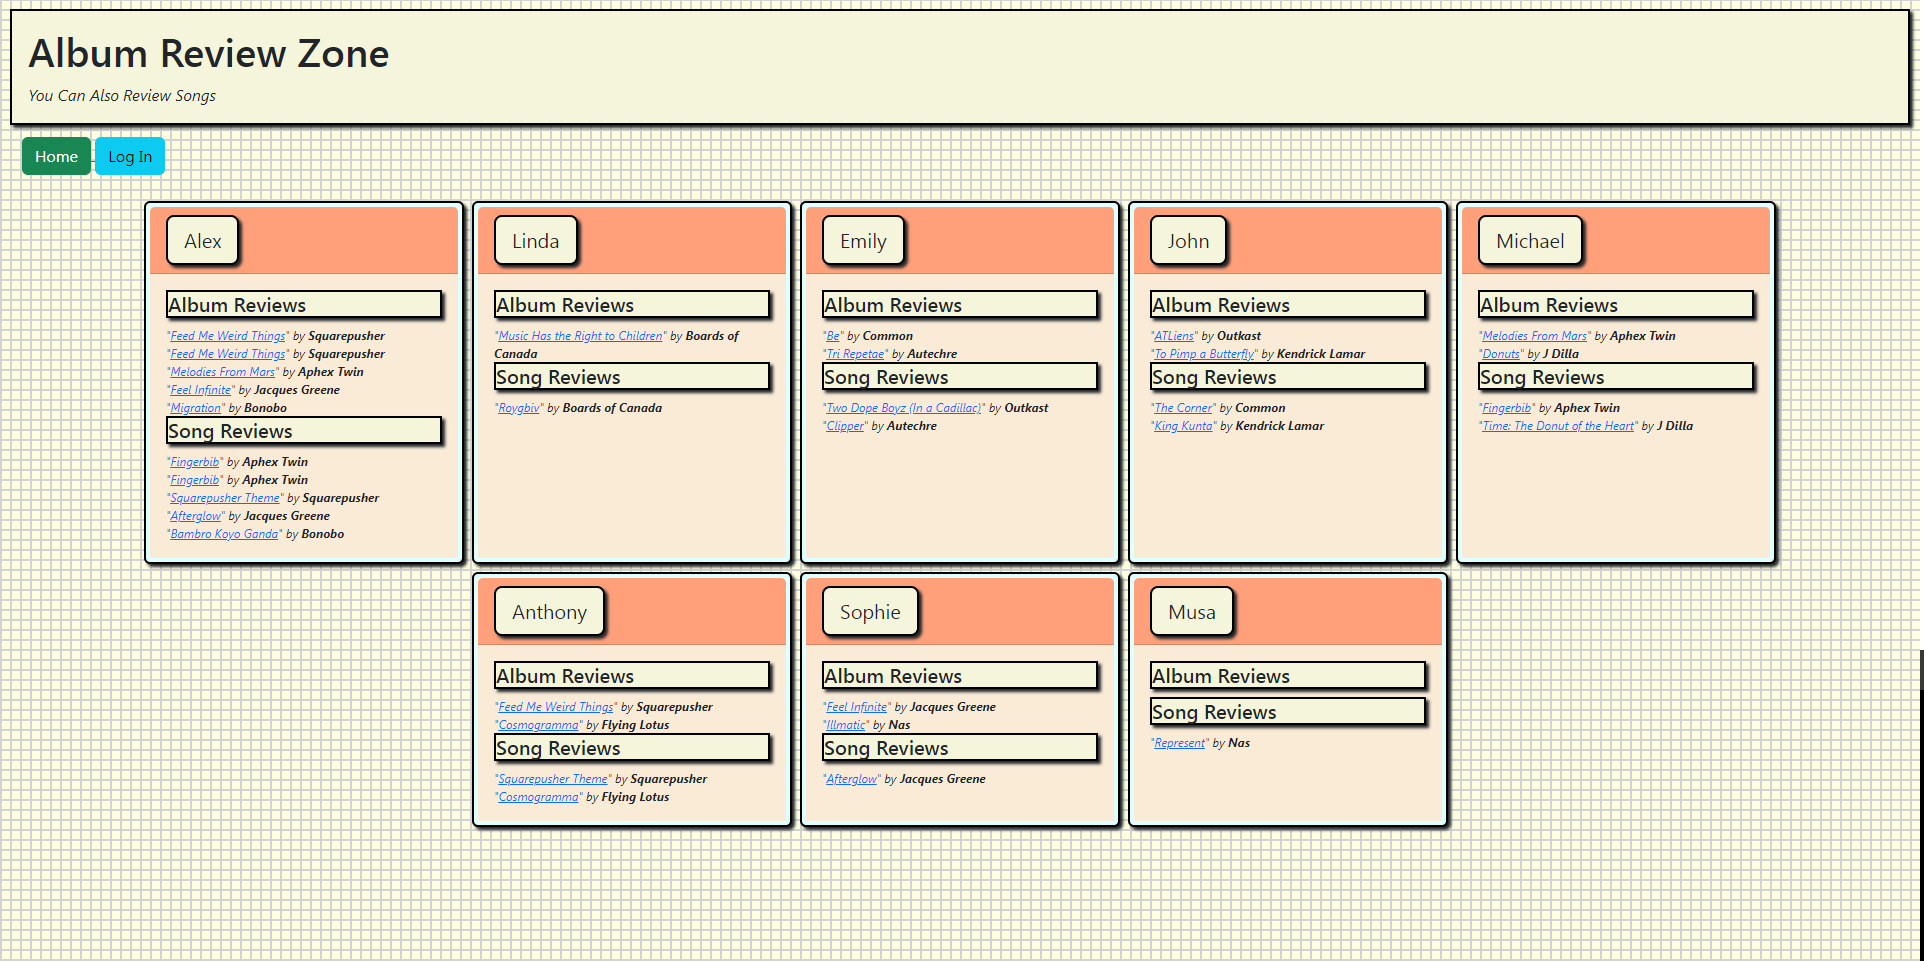 Album Review Zone
You Can Also Review Songs
Home
Log In
Alex
Album Reviews
"Feed Me Weird Things" by Squarepusher
"Feed Me Weird Things" by Squarepusher
"Melodies From Mars" by Aphex Twin
"Feel Infinite" by Jacques Greene
"Migration" by Bonobo
Song Reviews
"Fingerbib" by Aphex Twin
"Fingerbib" by Aphex Twin
"Squarepusher Theme" by Squarepusher
"Afterglow" by Jacques Greene
"Bambro Koyo Ganda" by Bonobo
Linda
Album Reviews
"Music Has the Right to Children" by Boards of
Canada
Song Reviews
"Roygbiv" by Boards of Canada
Emily
Album Reviews
"Be" by Common
"Tri Repetae" by Autechre
Song Reviews
"Two Dope Boyz (In a Cadillac)" by Outkast
"Clipper" by Autechre
John
Album Reviews
"ATLiens" by Outkast
"To Pimp a Butterfly" by Kendrick Lamar
Song Reviews
"The Corner" by Common
"King Kunta" by Kendrick Lamar
Michael
Album Reviews
"Melodies From Mars" by Aphex Twin
"Donuts" by J Dilla
Song Reviews
"Fingerbib" by Aphex Twin
"Time: The Donut of the Heart" by J Dilla
Anthony
Album Reviews
"Feed Me Weird Things" by Squarepusher
"Cosmogramma" by Flying Lotus
Song Reviews
"Squarepusher Theme" by Squarepusher
"Cosmogramma" by Flying Lotus
Sophie
Album Reviews
"Feel Infinite" by Jacques Greene
"Illmatic" by Nas
Song Reviews
"Afterglow" by Jacques Greene
Musa
Album Reviews
Song Reviews
"Represent" by Nas